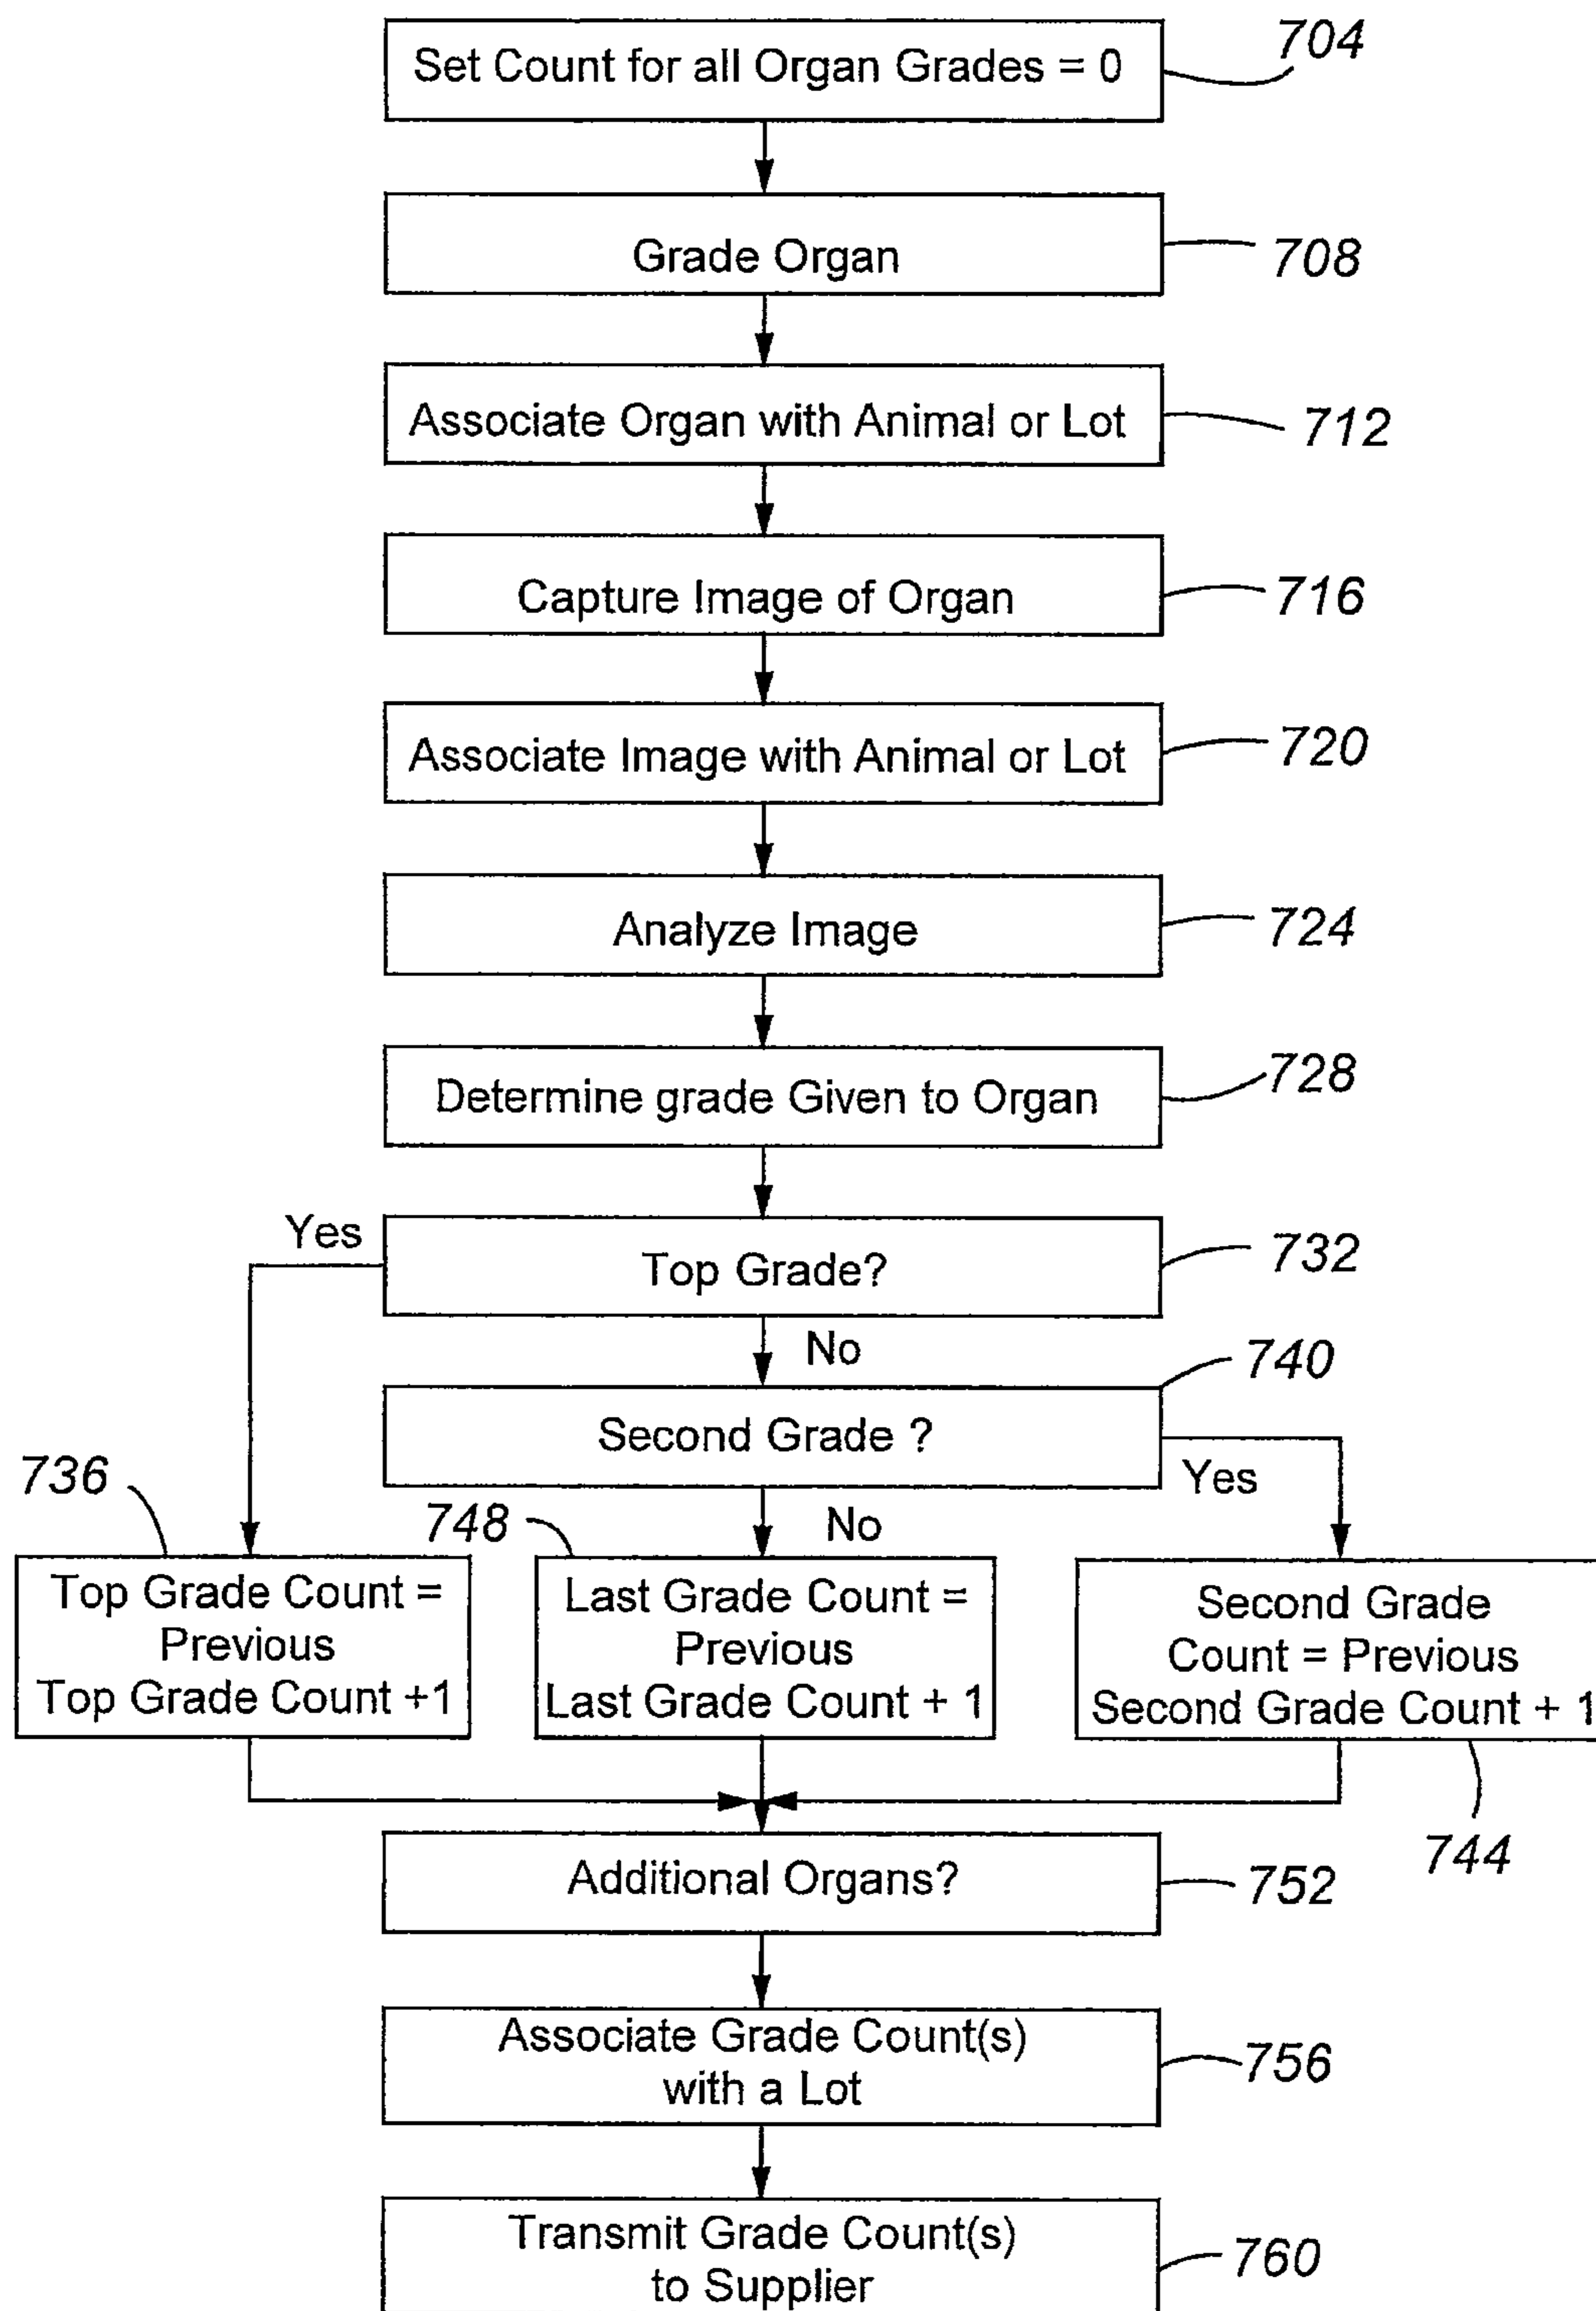 Set Count for all Organ Grades = 0
704
Grade Organ
708
Associate Organ with Animal or Lot
712
Capture Image of Organ
716
Associate Image with Animal or Lot
720
Analyze Image
724
Determine grade Given to Organ
728
Yes
Top Grade?
732
No
740
Second Grade ?
Yes
736
748
No
Top Grade Count =
Previous
Top Grade Count +1
Last Grade Count =
Previous
Last Grade Count + 1
Second Grade
Count = Previous
Second Grade Count + 1
744
Additional Organs?
752
Associate Grade Count(s)
with a Lot
756
Transmit Grade Count(s)
to Supplier
760